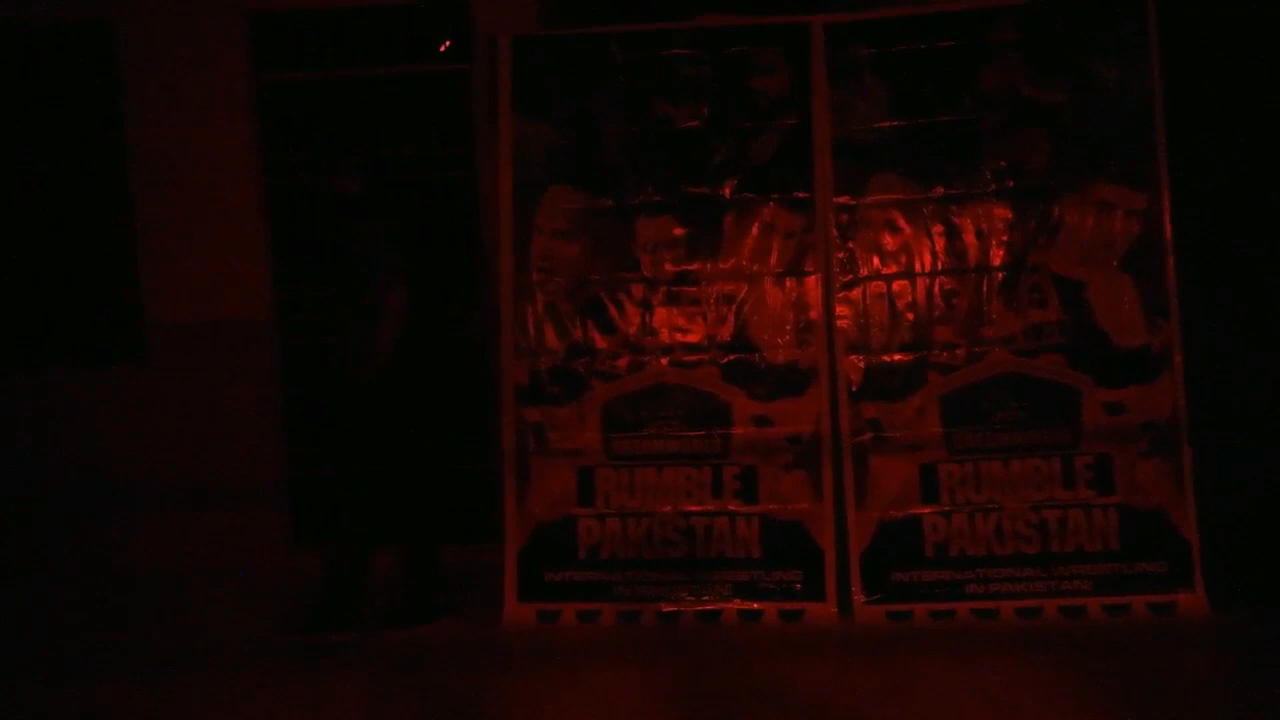 RUMBLE
PAKISTAN
INTERNATIONAL WRESTLING
IN PAKISTAN!
RUMBLE
PAKISTAN
INTERNATIONAL WRESTLING
IN PAKISTAN!